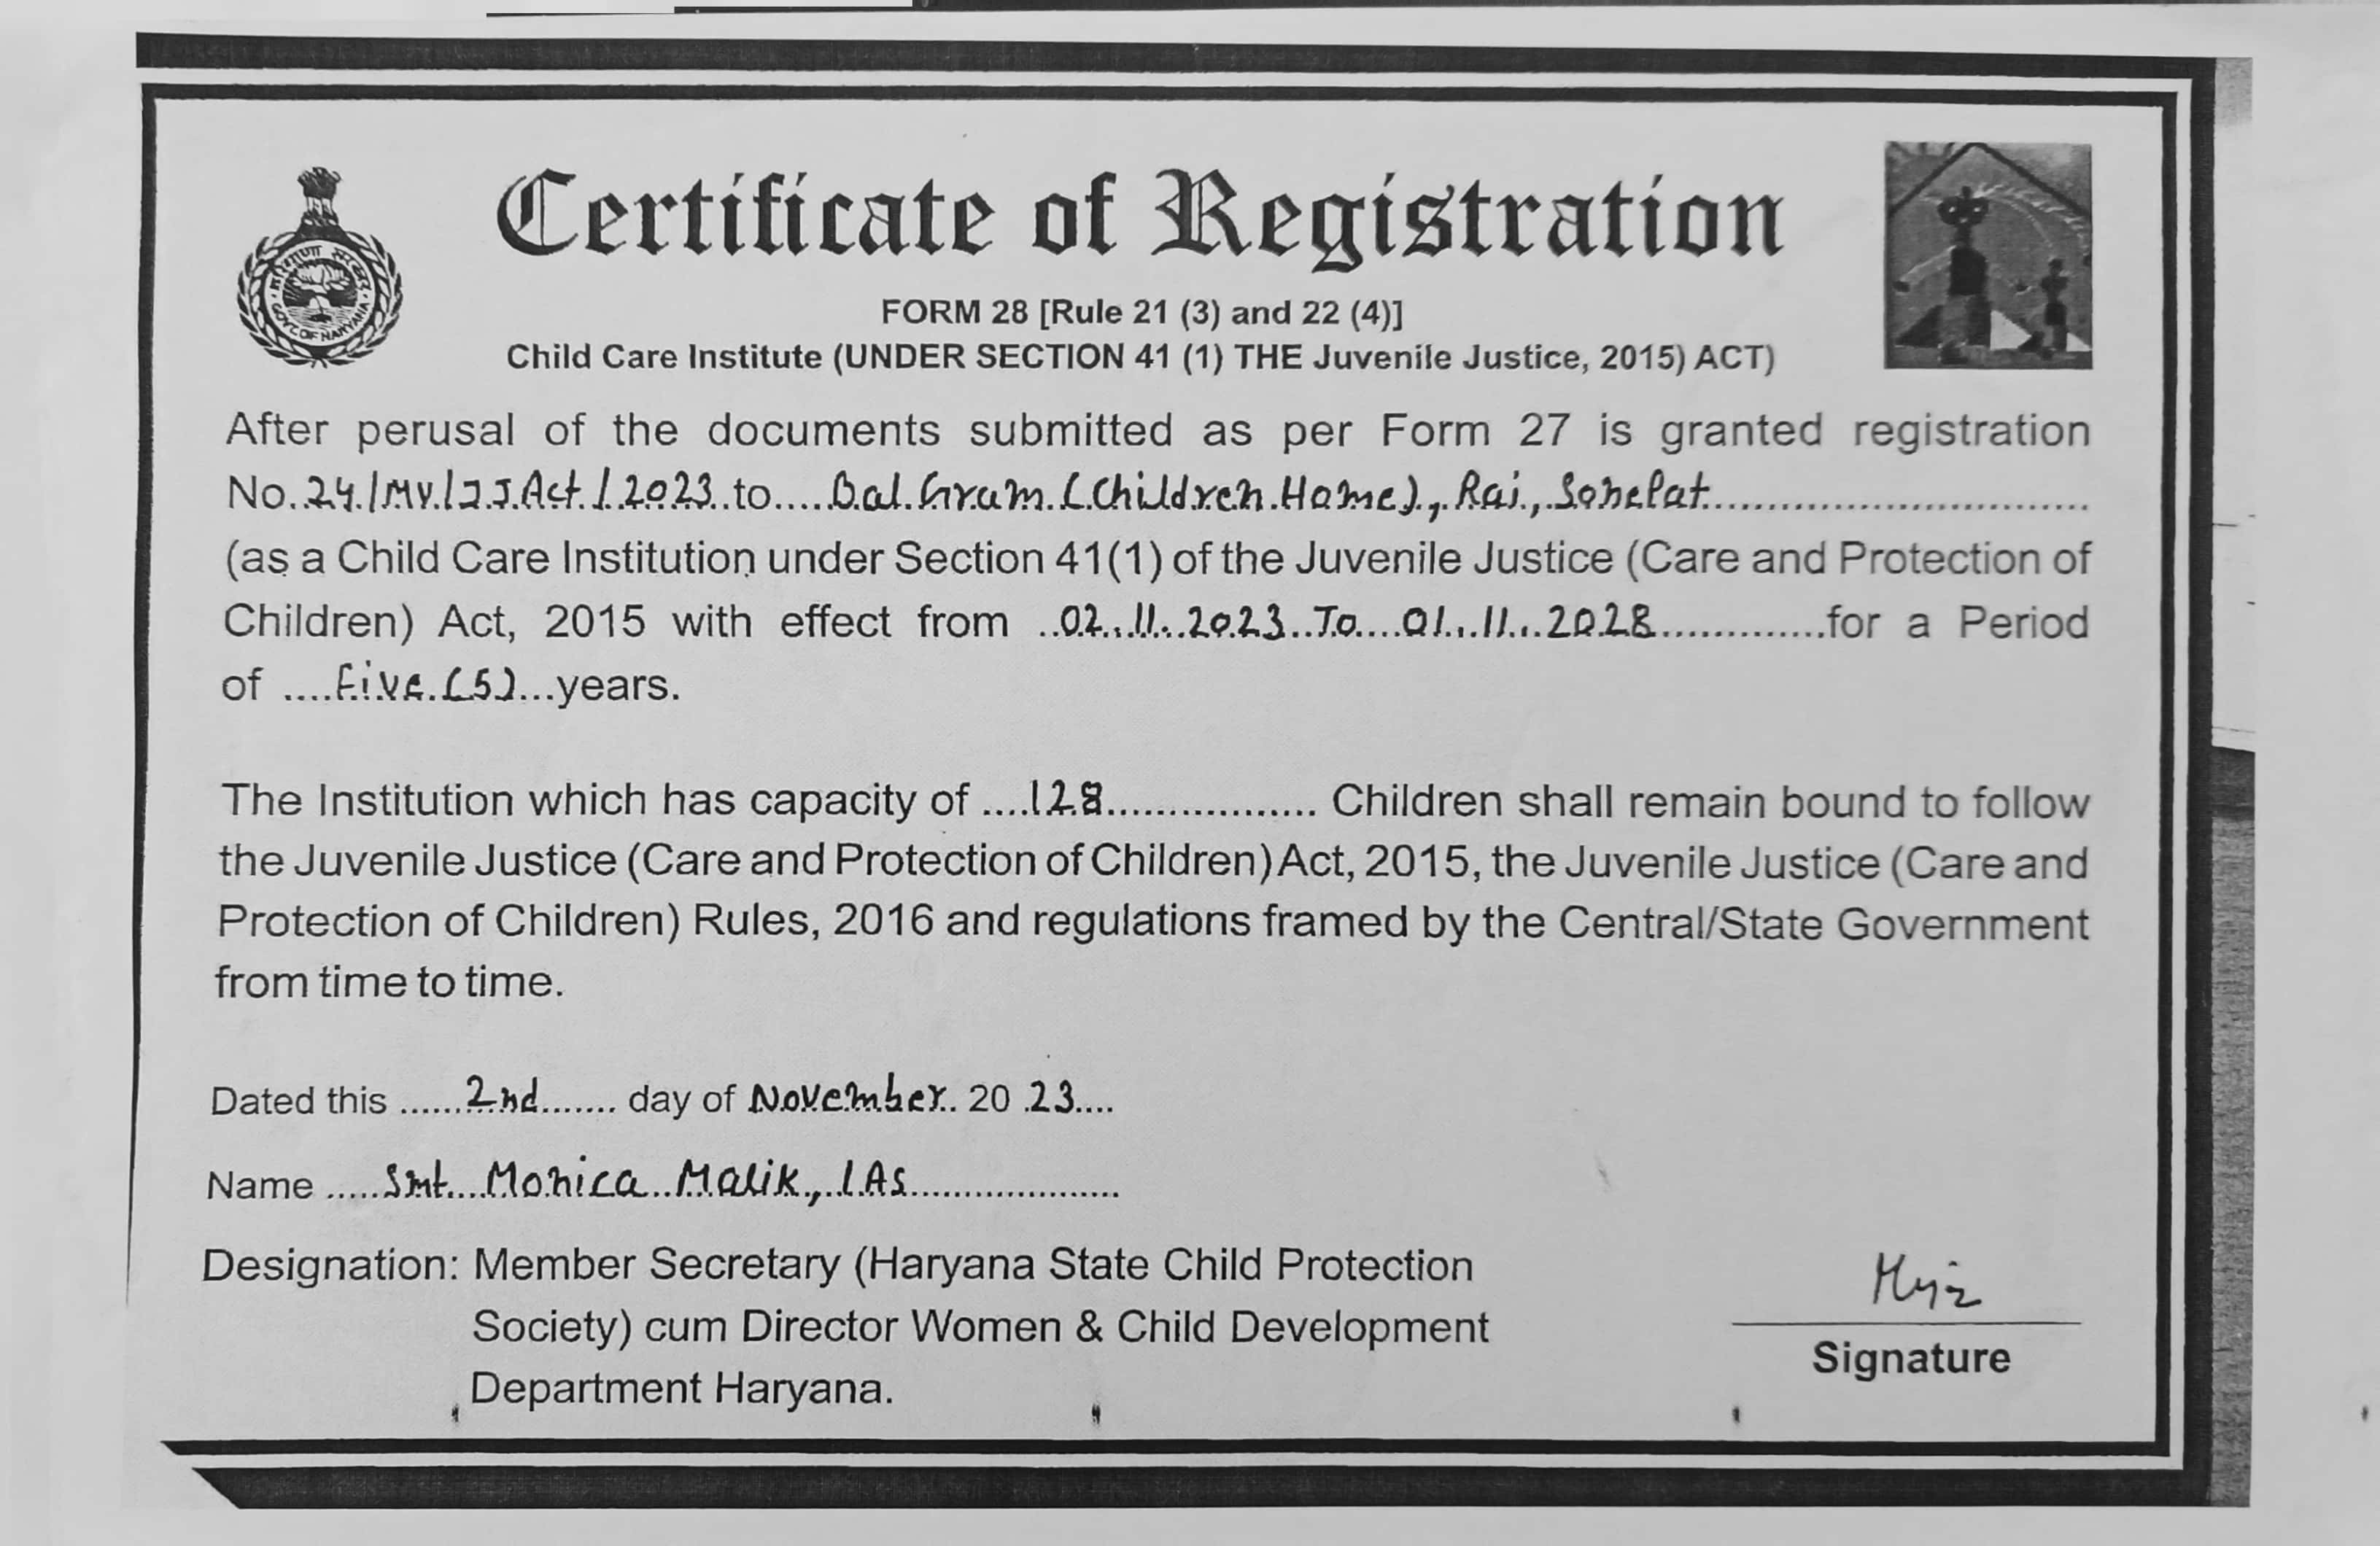 Certificate of Registration
FORM 28 [Rule 21 (3) and 22 (4)]
Child Care Institute (UNDER SECTION 41 (1) THE Juvenile Justice, 2015) ACT)
GOVT. OF HARYANA
After perusal of the documents submitted as per Form 27 is granted registration
No. 24/MV/JJ.Act/2023 to Bal Gram (Children Home), Rai, Sonepat
(as a Child Care Institution under Section 41(1) of the Juvenile Justice (Care and Protection of
Children) Act, 2015 with effect from 02.11.2023 To 01.11.2028 for a Period
of Five (5) years.
The Institution which has capacity of 128 Children shall remain bound to follow
the Juvenile Justice (Care and Protection of Children) Act, 2015, the Juvenile Justice (Care and
Protection of Children) Rules, 2016 and regulations framed by the Central/State Government
from time to time.
Dated this 2nd day of November 20 23
Name Smt. Monica Malik, IAS
Designation: Member Secretary (Haryana State Child Protection
Society) cum Director Women & Child Development
Department Haryana.
Signature